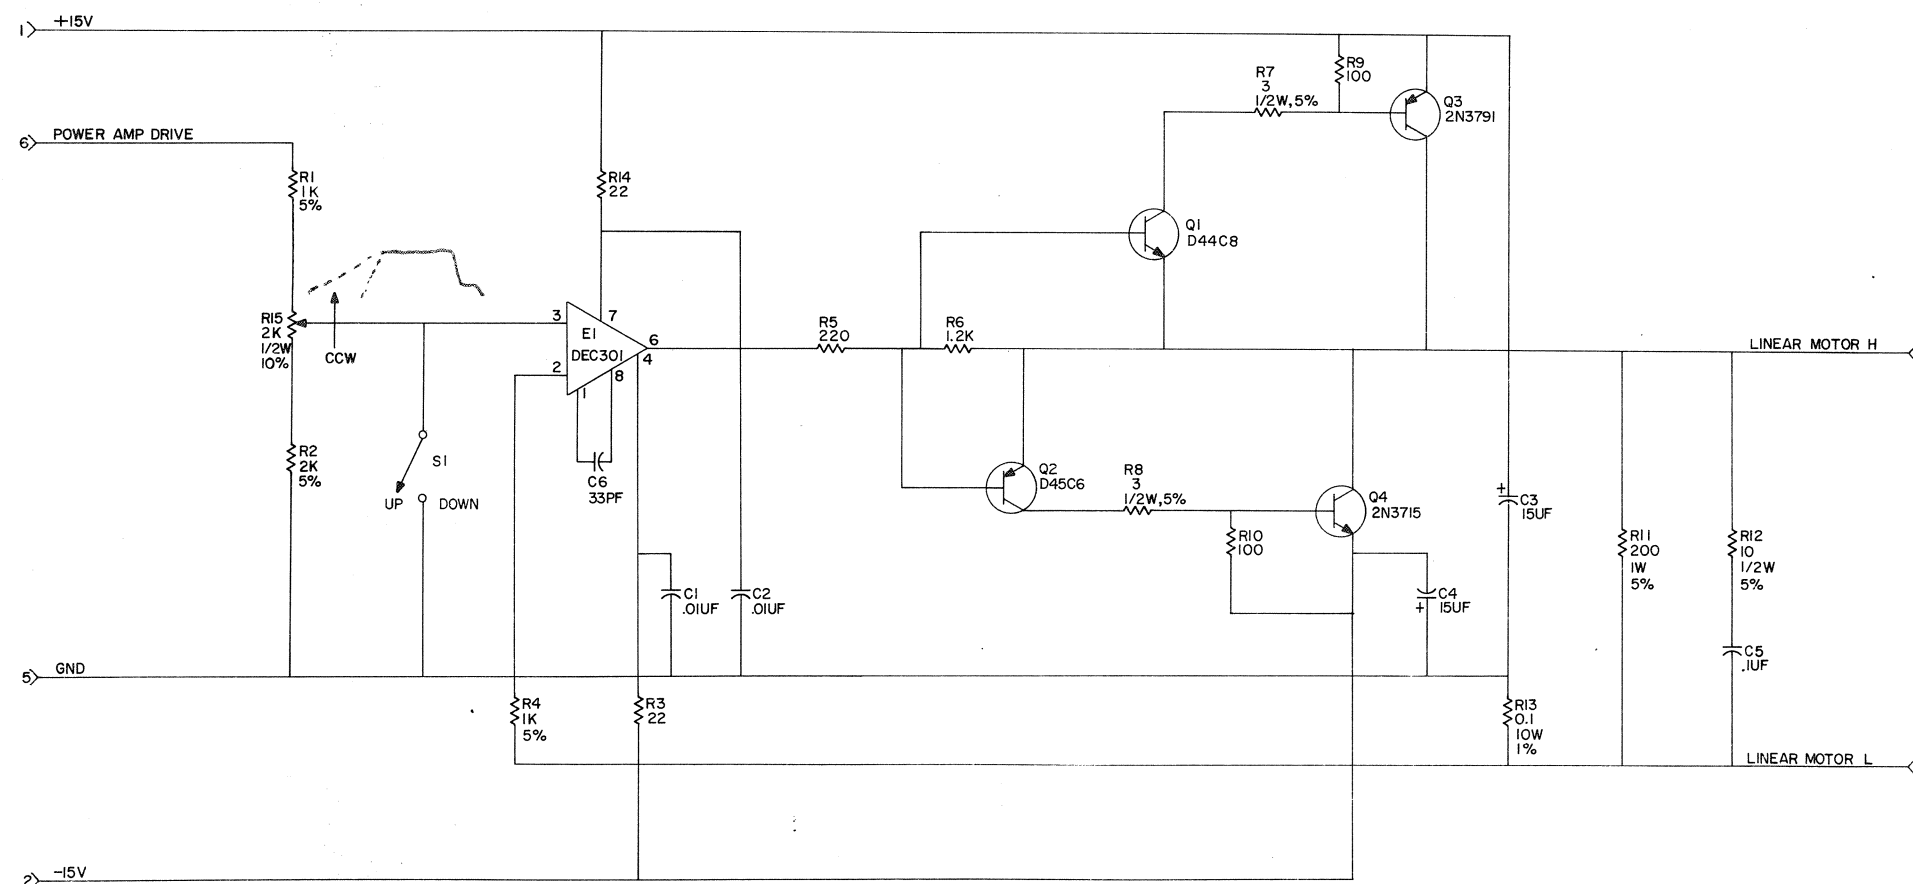 1 +15V
6 POWER AMP DRIVE
R1
1K
5%
R15
2K
1/2W
10%
CCW
R2
2K
5%
S1
UP DOWN
R14
22
3
7
E1
DEC301
6
4
2
8
1
C6
33PF
C1
.01UF
C2
.01UF
R5
220
R6
1.2K
Q1
D44C8
R7
3
1/2W,5%
R9
100
Q3
2N3791
Q2
D45C6
R8
3
1/2W,5%
R10
100
Q4
2N3715
+
C3
15UF
+
C4
15UF
R11
200
1W
5%
R12
10
1/2W
5%
C5
.1UF
LINEAR MOTOR H
5 GND
R4
1K
5%
R3
22
R13
0.1
10W
1%
LINEAR MOTOR L
2 -15V